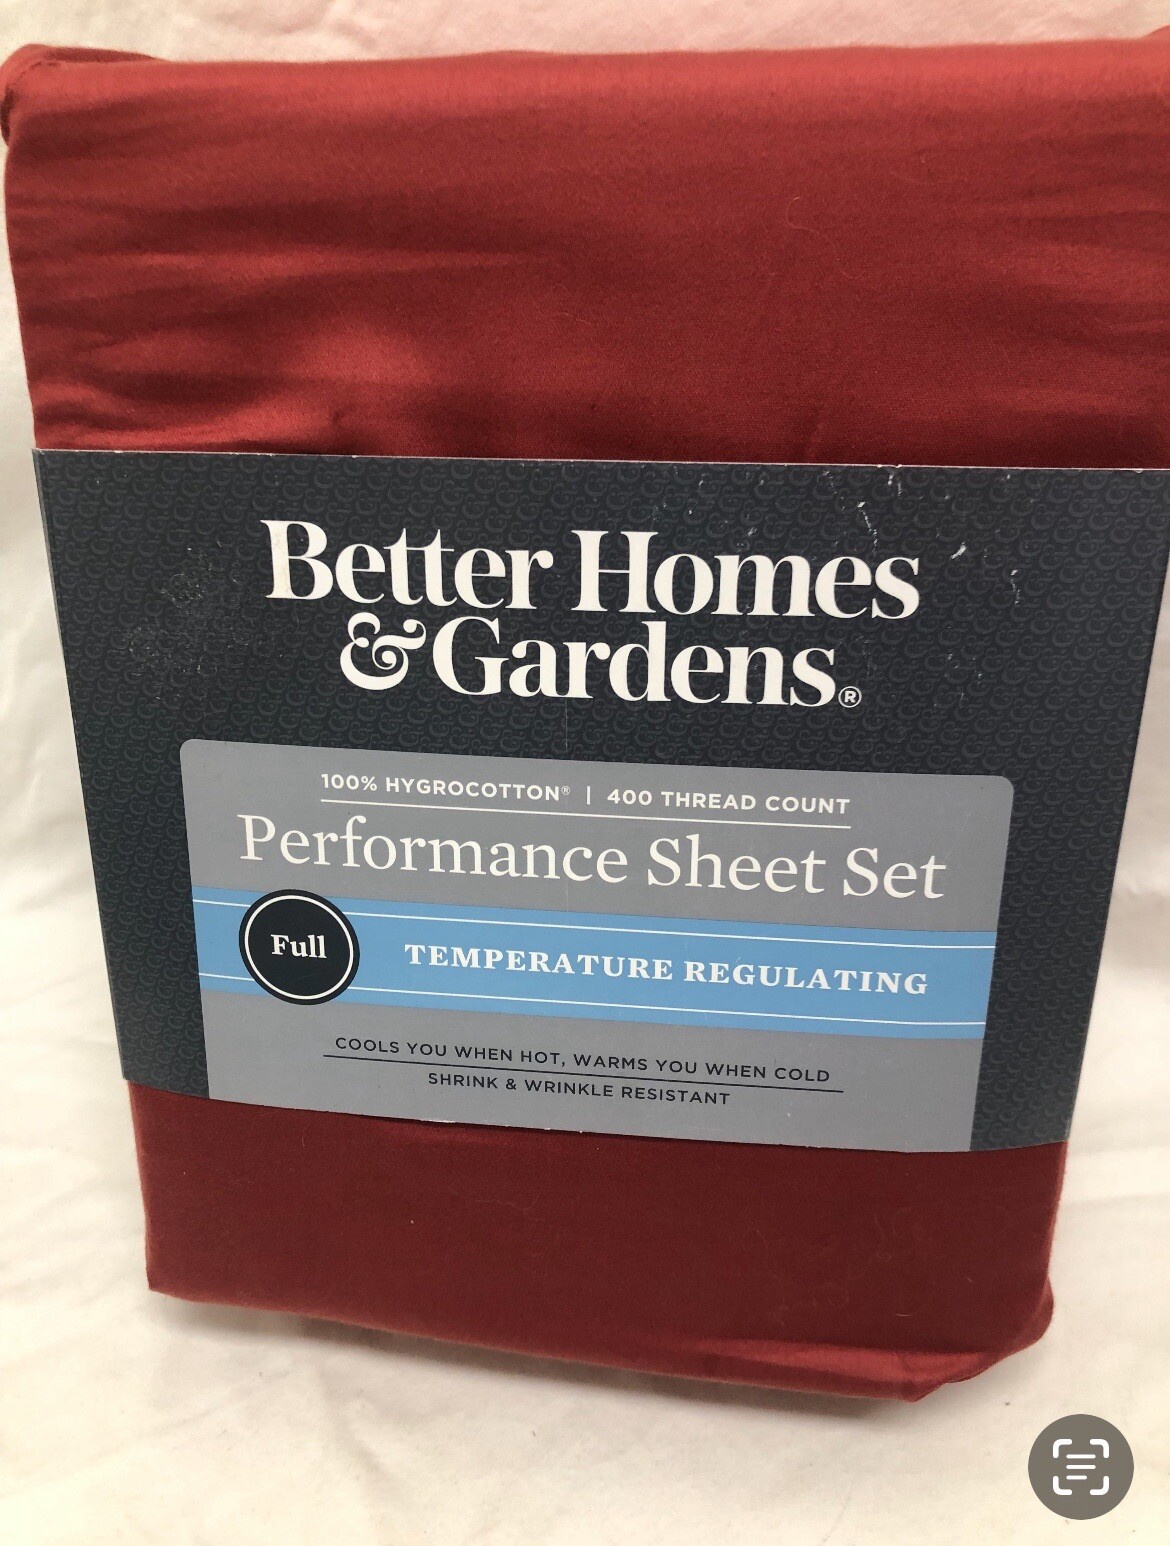 Better Homes
& Gardens®
100% HYGROCOTTON® | 400 THREAD COUNT
Performance Sheet Set
Full
TEMPERATURE REGULATING
COOLS YOU WHEN HOT, WARMS YOU WHEN COLD
SHRINK & WRINKLE RESISTANT